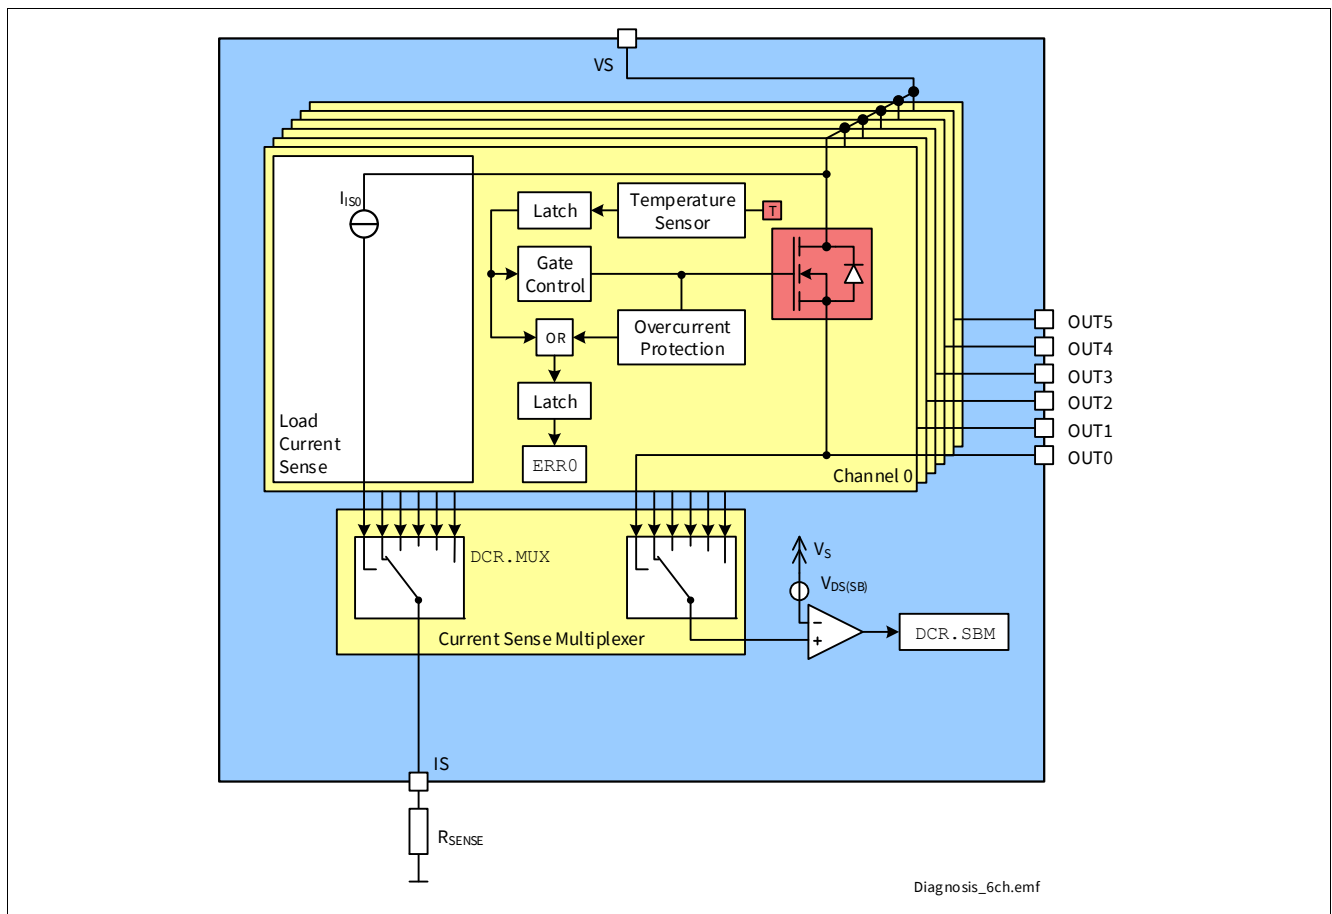 VS
IIS0
Latch
Temperature
Sensor
T
Gate
Control
OR
Overcurrent
Protection
Latch
ERR0
Load
Current
Sense
Channel 0
OUT5
OUT4
OUT3
OUT2
OUT1
OUT0
DCR.MUX
Current Sense Multiplexer
VS
VDS(SB)
-
+
DCR.SBM
IS
RSENSE
Diagnosis_6ch.emf